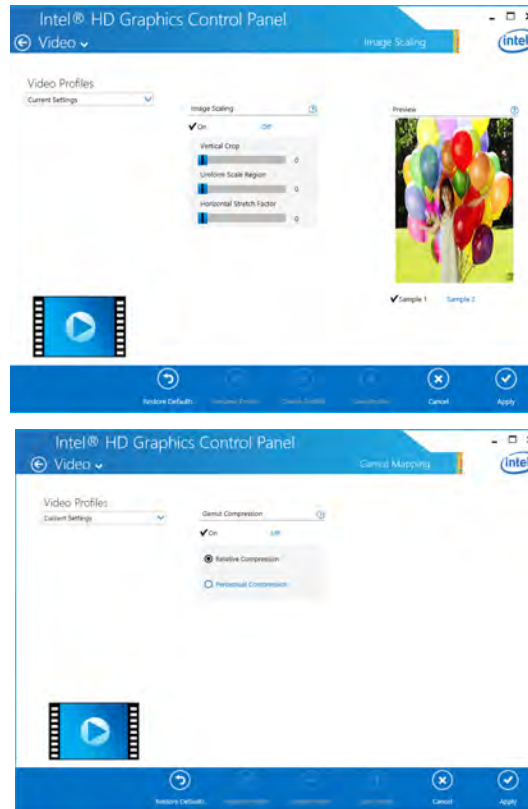 Intel® HD Graphics Control Panel
Video
Image Scaling
intel
Video Profiles
Current Settings
Image Scaling
On
Off
Vertical Crop
0
Uniform Scale Region
0
Horizontal Stretch Factor
0
Preview
Sample 1
Sample 2
Restore Defaults
Cancel
Apply
Intel® HD Graphics Control Panel
Video
Gamut Mapping
intel
Video Profiles
Current Settings
Gamut Compression
On
Off
Relative Compression
Perceptual Compression
Restore Defaults
Cancel
Apply